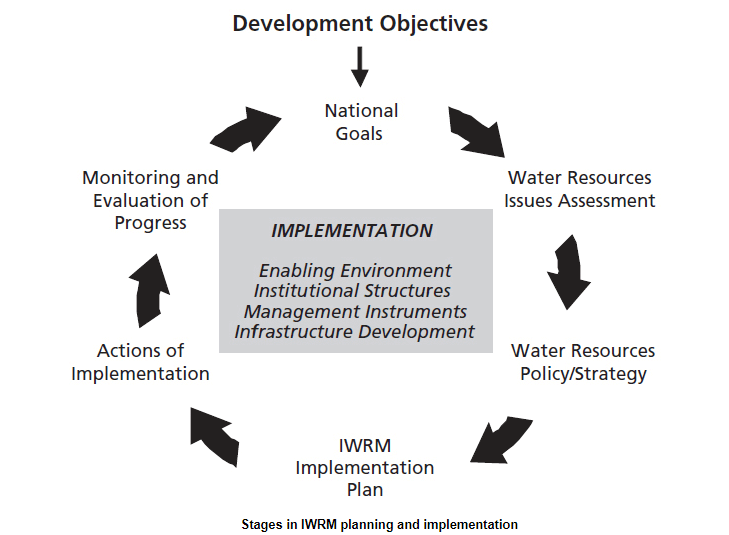 Development Objectives
National
Goals
Water Resources
Issues Assessment
Water Resources
Policy/Strategy
IWRM
Implementation
Plan
Actions of
Implementation
Monitoring and
Evaluation of
Progress
IMPLEMENTATION
Enabling Environment
Institutional Structures
Management Instruments
Infrastructure Development
Stages in IWRM planning and implementation